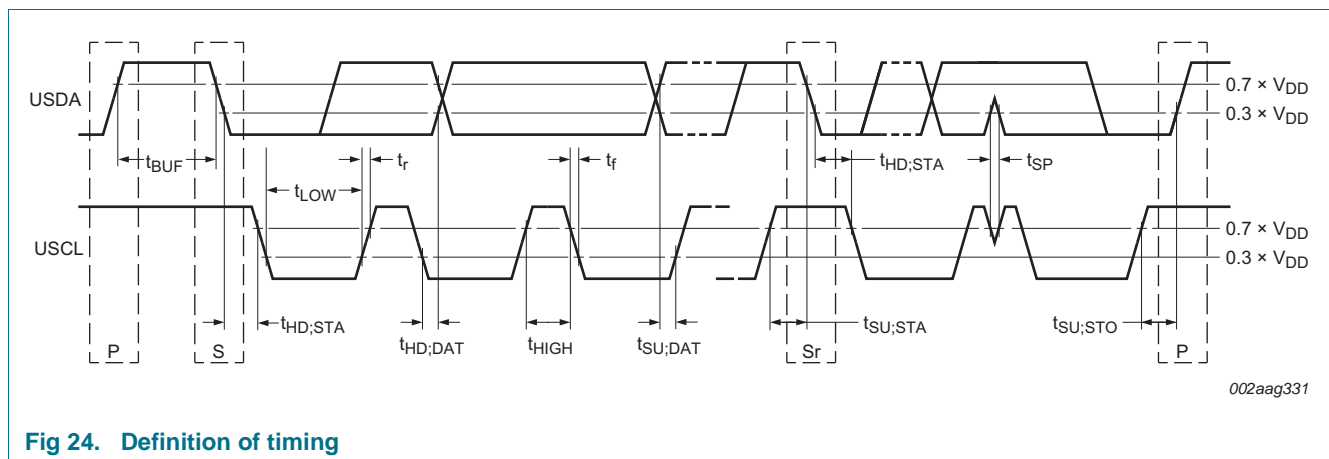 USDA
0.7 × VDD
0.3 × VDD
tBUF
tLOW
tr
tf
tHD;STA
tSP
USCL
0.7 × VDD
0.3 × VDD
tHD;STA
tHD;DAT
tHIGH
tSU;DAT
tSU;STA
tSU;STO
P
S
Sr
P
002aag331
Fig 24. Definition of timing